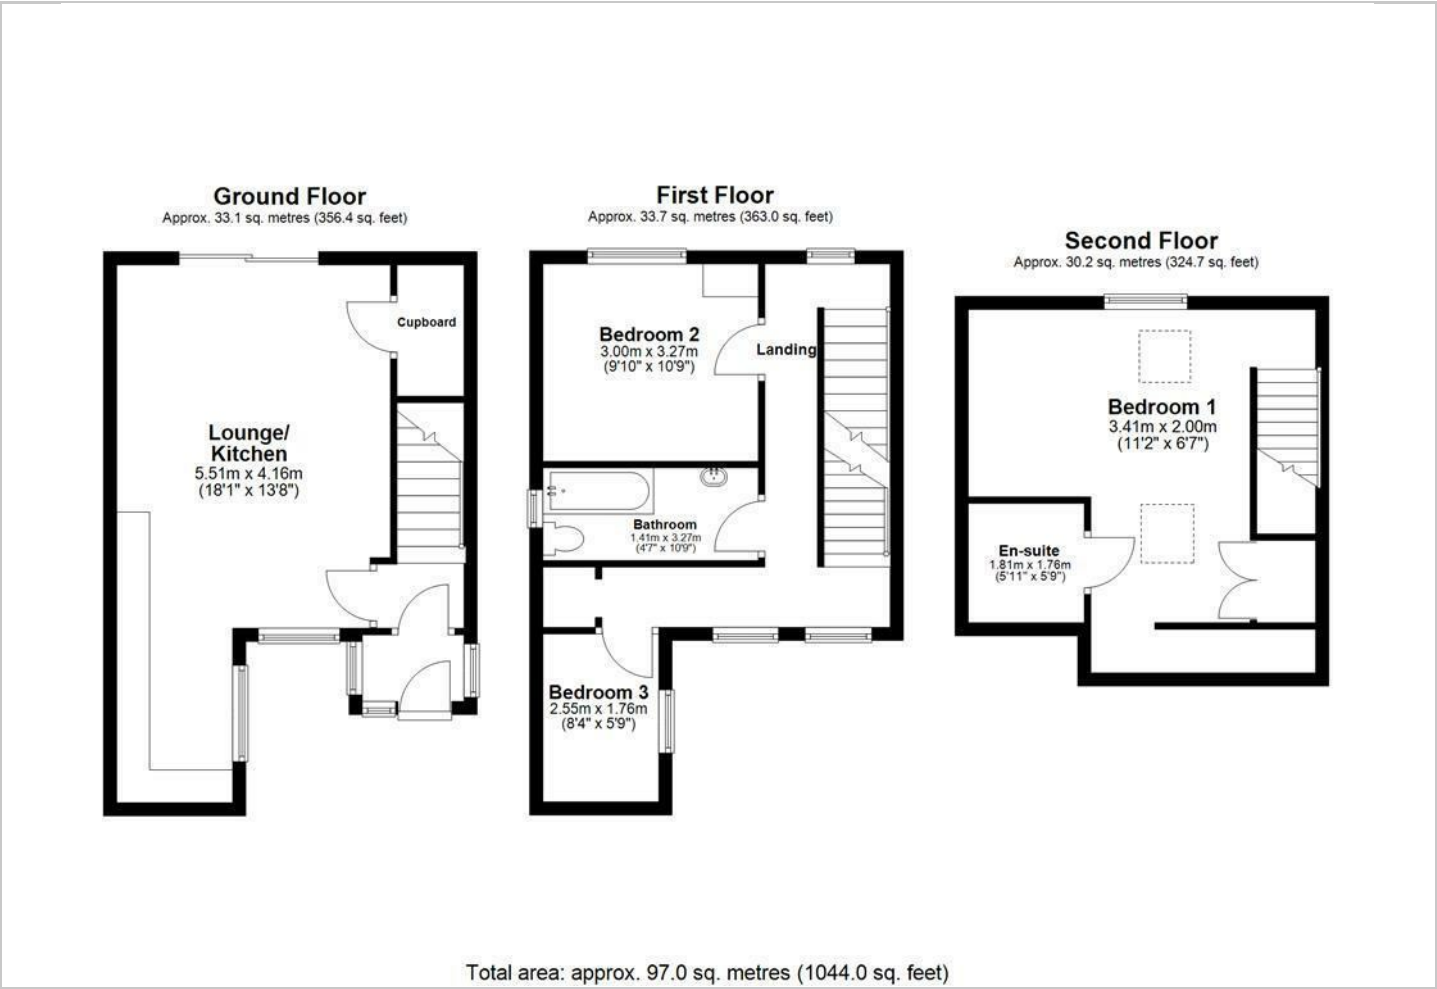 Ground Floor
Approx. 33.1 sq. metres (356.4 sq. feet)
Cupboard
Lounge/
Kitchen
5.51m x 4.16m
(18'1" x 13'8")
First Floor
Approx. 33.7 sq. metres (363.0 sq. feet)
Bedroom 2
3.00m x 3.27m
(9'10" x 10'9")
Landing
Bathroom
1.41m x 3.27m
(4'7" x 10'9")
Bedroom 3
2.55m x 1.76m
(8'4" x 5'9")
Second Floor
Approx. 30.2 sq. metres (324.7 sq. feet)
Bedroom 1
3.41m x 2.00m
(11'2" x 6'7")
En-suite
1.81m x 1.76m
(5'11" x 5'9")
Total area: approx. 97.0 sq. metres (1044.0 sq. feet)